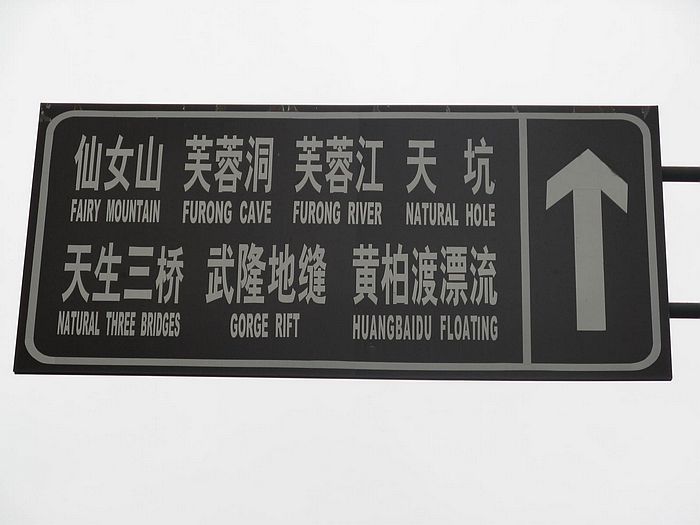 仙女山 芙蓉洞 芙蓉江 天坑
FAIRY MOUNTAIN FURONG CAVE FURONG RIVER NATURAL HOLE
天生三桥 武隆地缝 黄柏渡漂流
NATURAL THREE BRIDGES GORGE RIFT HUANGBAIDU FLOATING